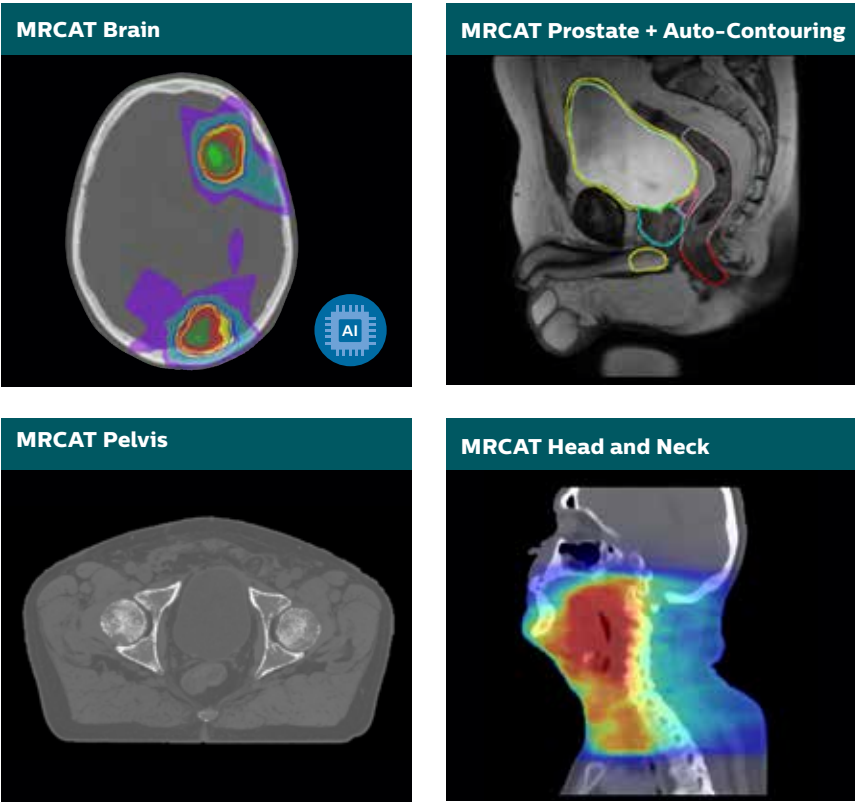 MRCAT Brain
MRCAT Prostate + Auto-Contouring
AI
MRCAT Pelvis
MRCAT Head and Neck